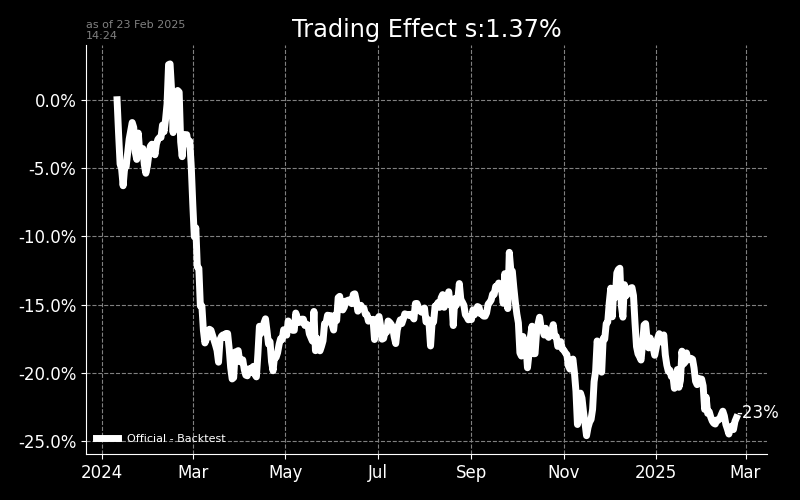 as of 23 Feb 2025
14:24
Trading Effect s:1.37%
0.0%
-5.0%
-10.0%
-15.0%
-20.0%
-25.0%
-23%
Official - Backtest
2024 Mar May Jul Sep Nov 2025 Mar